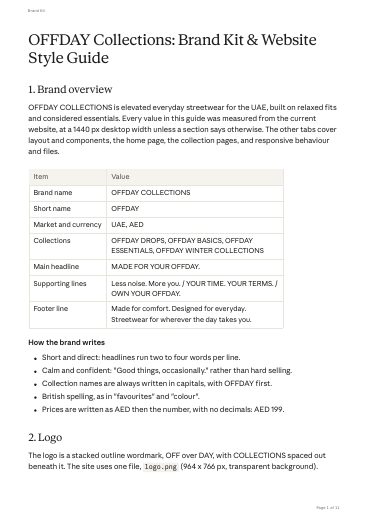 Brand Kit
OFFDAY Collections: Brand Kit & Website
Style Guide
1. Brand overview
OFFDAY COLLECTIONS is elevated everyday streetwear for the UAE, built on relaxed fits
and considered essentials. Every value in this guide was measured from the current
website, at a 1440 px desktop width unless a section says otherwise. The other tabs cover
layout and components, the home page, the collection pages, and responsive behaviour
and files.
Item Value
Brand name OFFDAY COLLECTIONS
Short name OFFDAY
Market and currency UAE, AED
Collections OFFDAY DROPS, OFFDAY BASICS, OFFDAY
ESSENTIALS, OFFDAY WINTER COLLECTIONS
Main headline MADE FOR YOUR OFFDAY.
Supporting lines Less noise. More you. / YOUR TIME. YOUR TERMS. /
OWN YOUR OFFDAY.
Footer line Made for comfort. Designed for everyday.
Streetwear for wherever the day takes you.
How the brand writes
• Short and direct: headlines run two to four words per line.
• Calm and confident: "Good things, occasionally." rather than hard selling.
• Collection names are always written in capitals, with OFFDAY first.
• British spelling, as in "favourites" and "colour".
• Prices are written as AED then the number, with no decimals: AED 199.
2. Logo
The logo is a stacked outline wordmark, OFF over DAY, with COLLECTIONS spaced out
beneath it. The site uses one file, logo.png (964 x 766 px, transparent background).
Page 1 of 11